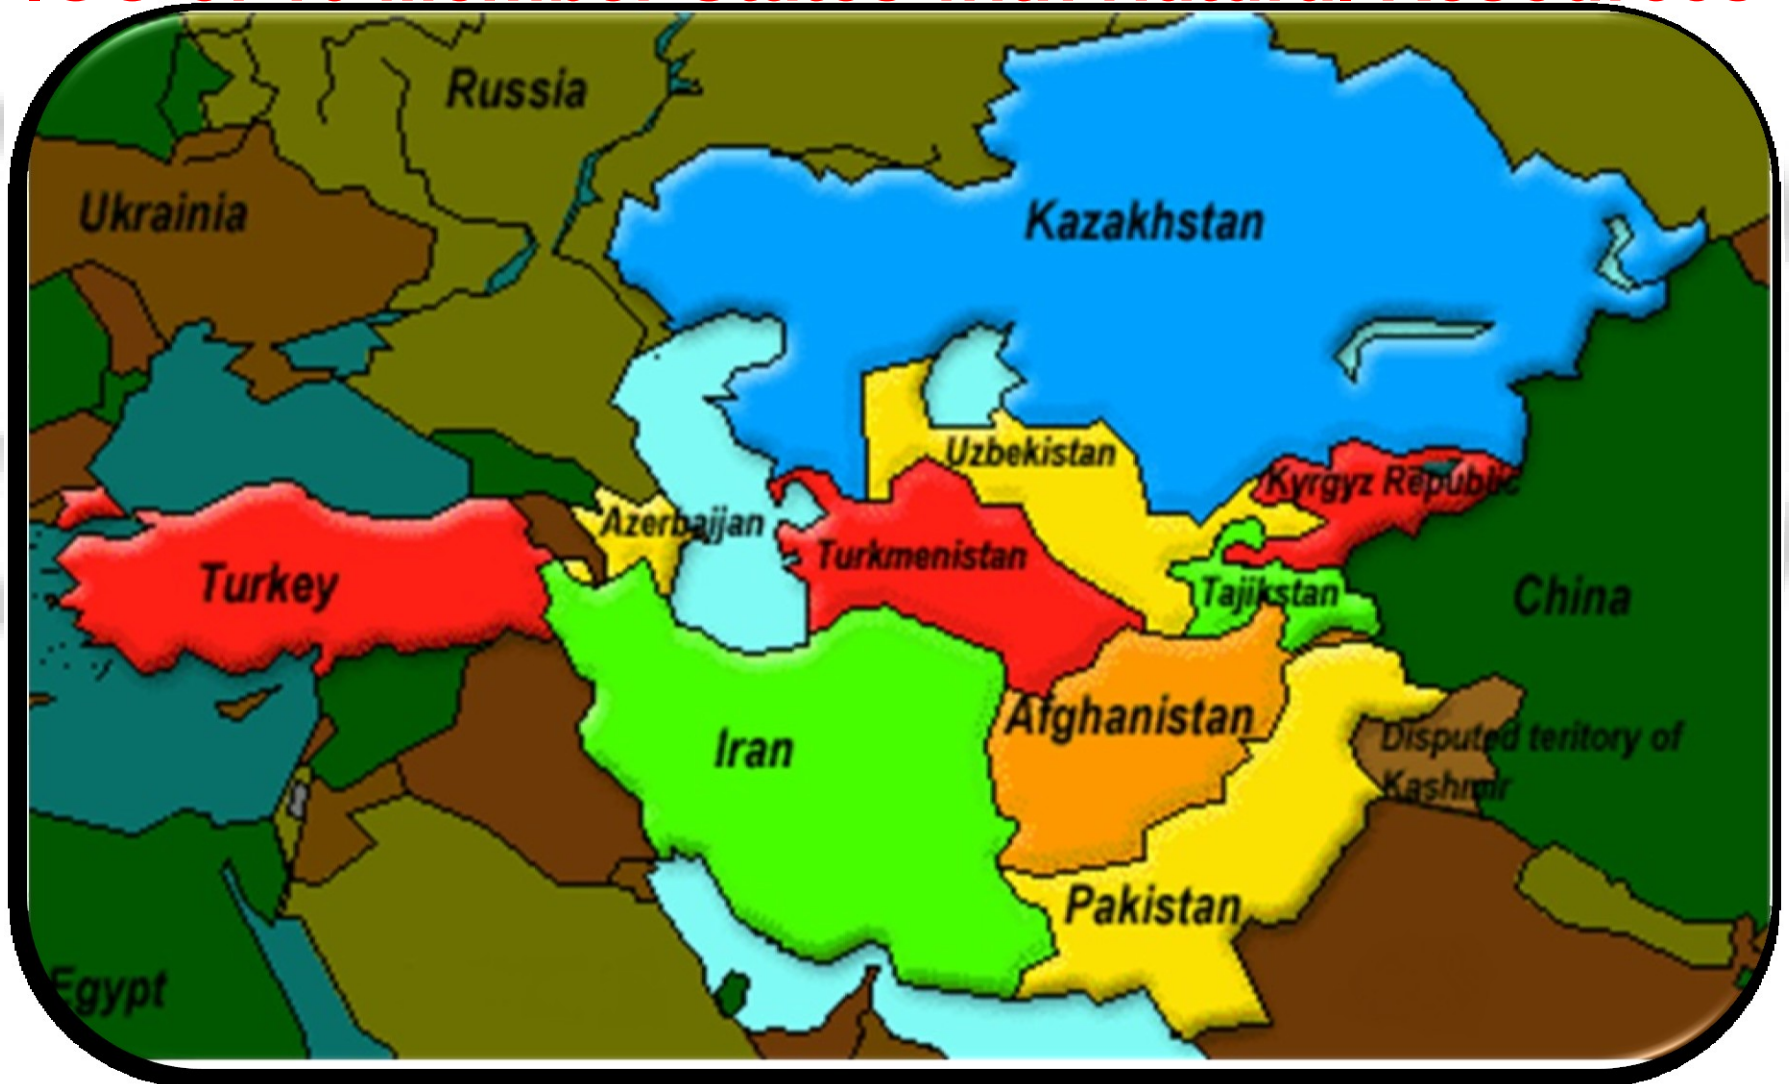 Russia
Ukrainia
Kazakhstan
Uzbekistan
Kyrgyz Republic
Azerbaijan
Turkmenistan
Turkey
Tajikstan
China
Afghanistan
Iran
Disputed teritory of
Kashmir
Pakistan
Egypt